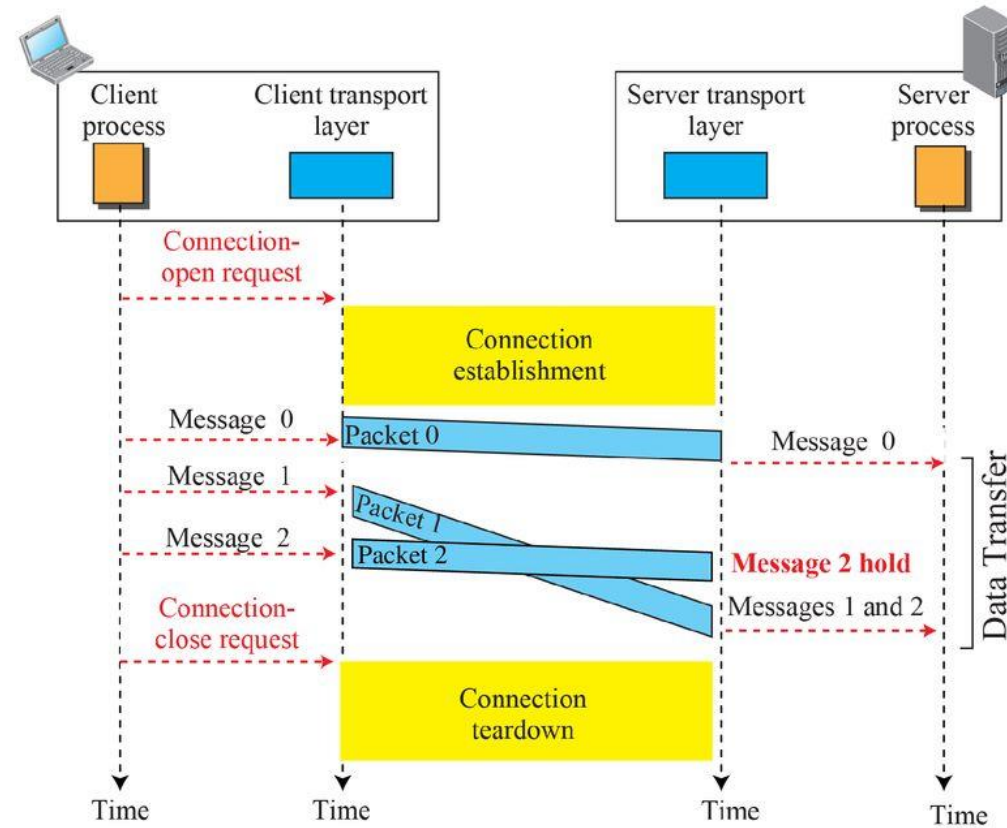 Client
process
Client transport
layer
Server transport
layer
Server
process
Connection-
open request
Connection
establishment
Message 0
Packet 0
Message 0
Message 1
Packet 1
Message 2
Packet 2
Message 2 hold
Messages 1 and 2
Data Transfer
Connection-
close request
Connection
teardown
Time
Time
Time
Time